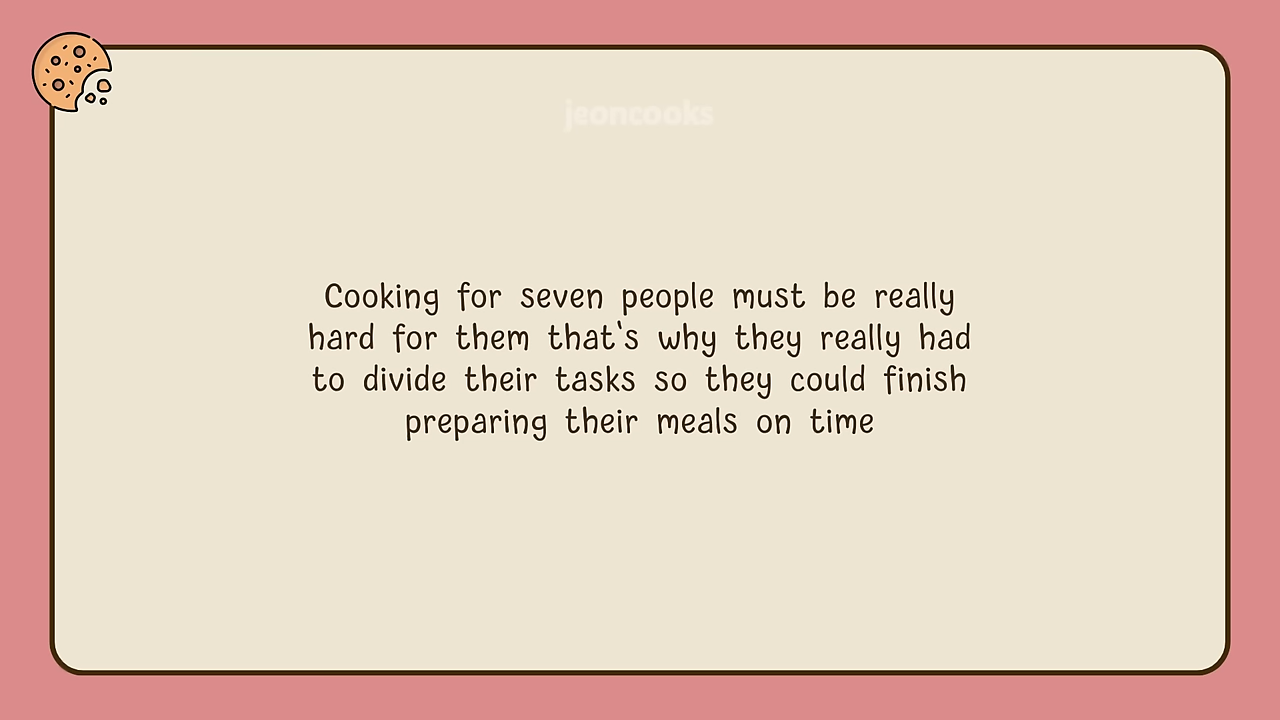 jeoncooks
Cooking for seven people must be really
hard for them that's why they really had
to divide their tasks so they could finish
preparing their meals on time